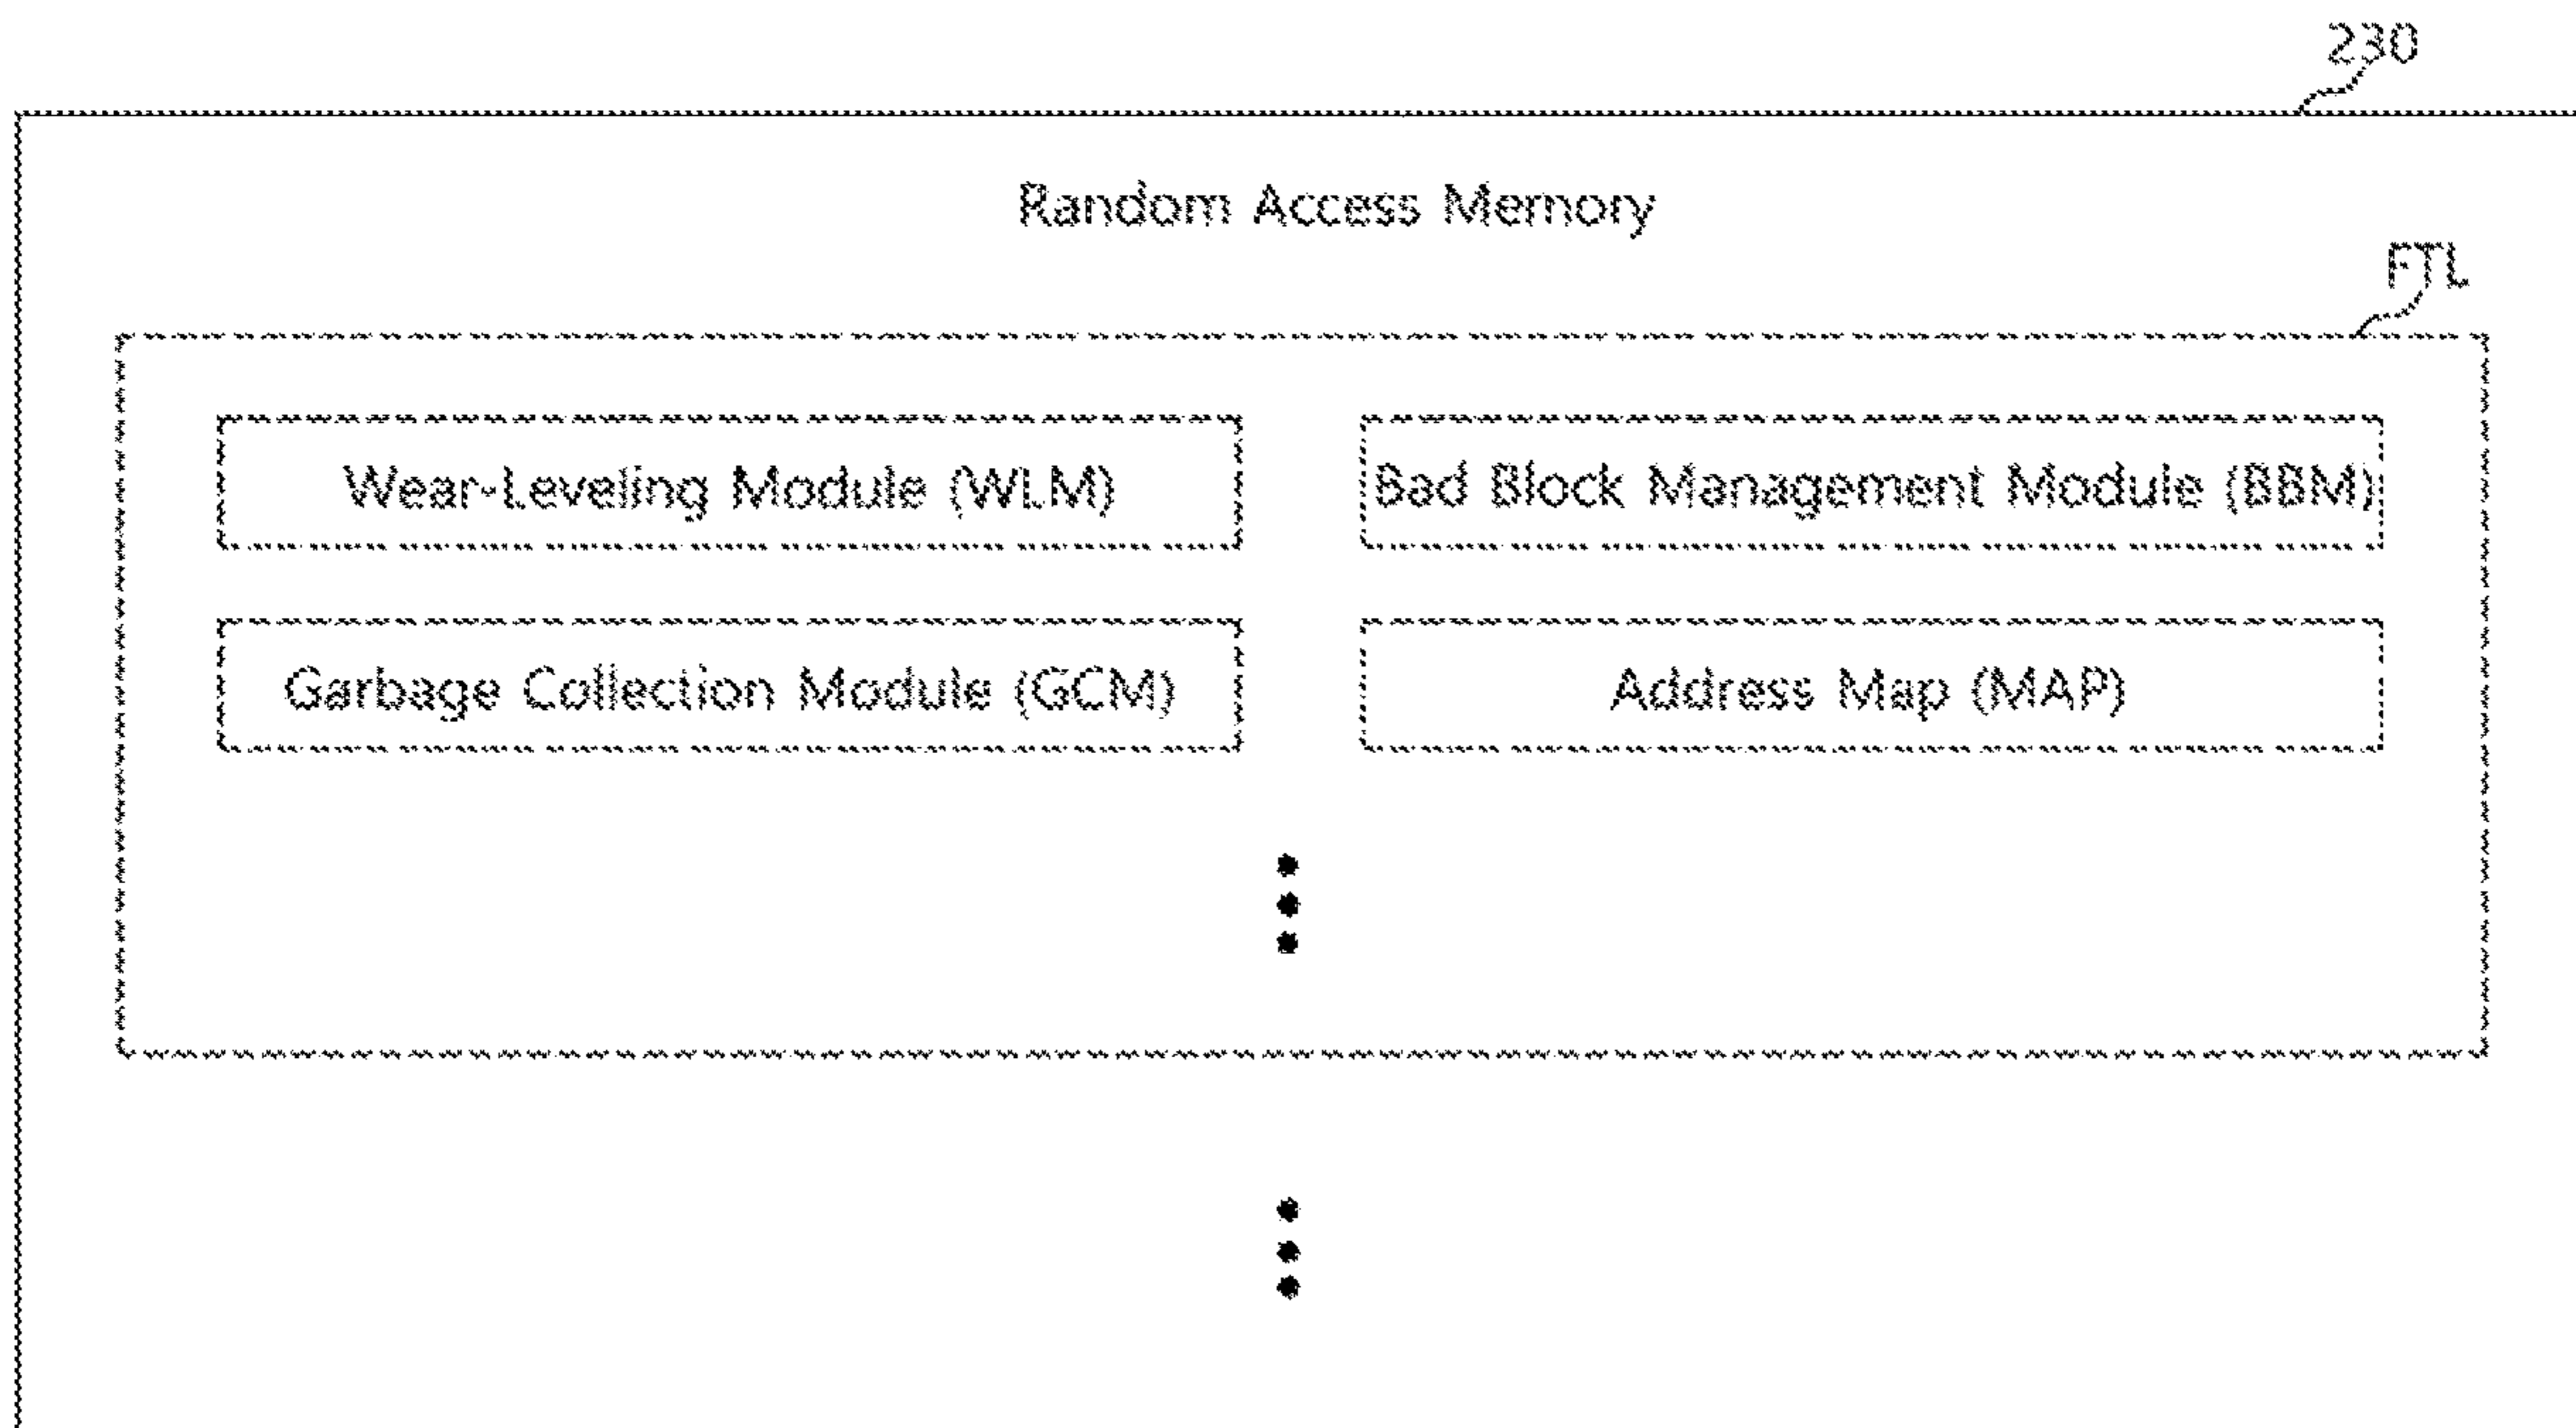 230
Random Access Memory
FTL
Wear-Leveling Module (WLM)
Bad Block Management Module (BBM)
Garbage Collection Module (GCM)
Address Map (MAP)